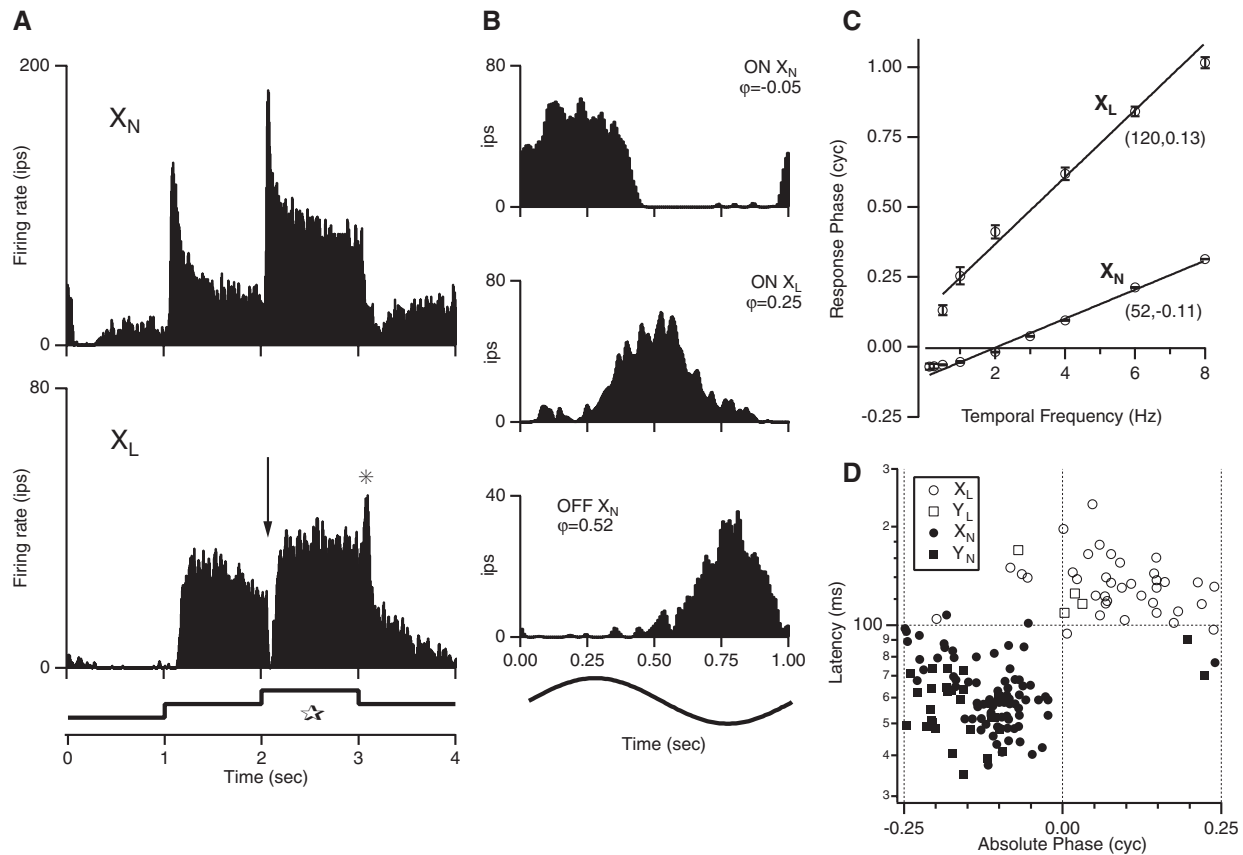 A
200
X_N
Firing rate (ips)
0
0 1 2 3 4
80
X_L
*
Firing rate (ips)
0
0 1 2 3 4
Time (sec)
B
80
ON X_N
φ=-0.05
ips
0
80
ON X_L
φ=0.25
ips
0
40
OFF X_N
φ=0.52
ips
0
0.00 0.25 0.50 0.75 1.00
Time (sec)
C
1.00
0.75
0.50
0.25
0.00
-0.25
Response Phase (cyc)
X_L
(120,0.13)
X_N
(52,-0.11)
2 4 6 8
Temporal Frequency (Hz)
D
3
2
100
9
8
7
6
5
4
3
Latency (ms)
X_L
Y_L
X_N
Y_N
-0.25 0.00 0.25
Absolute Phase (cyc)